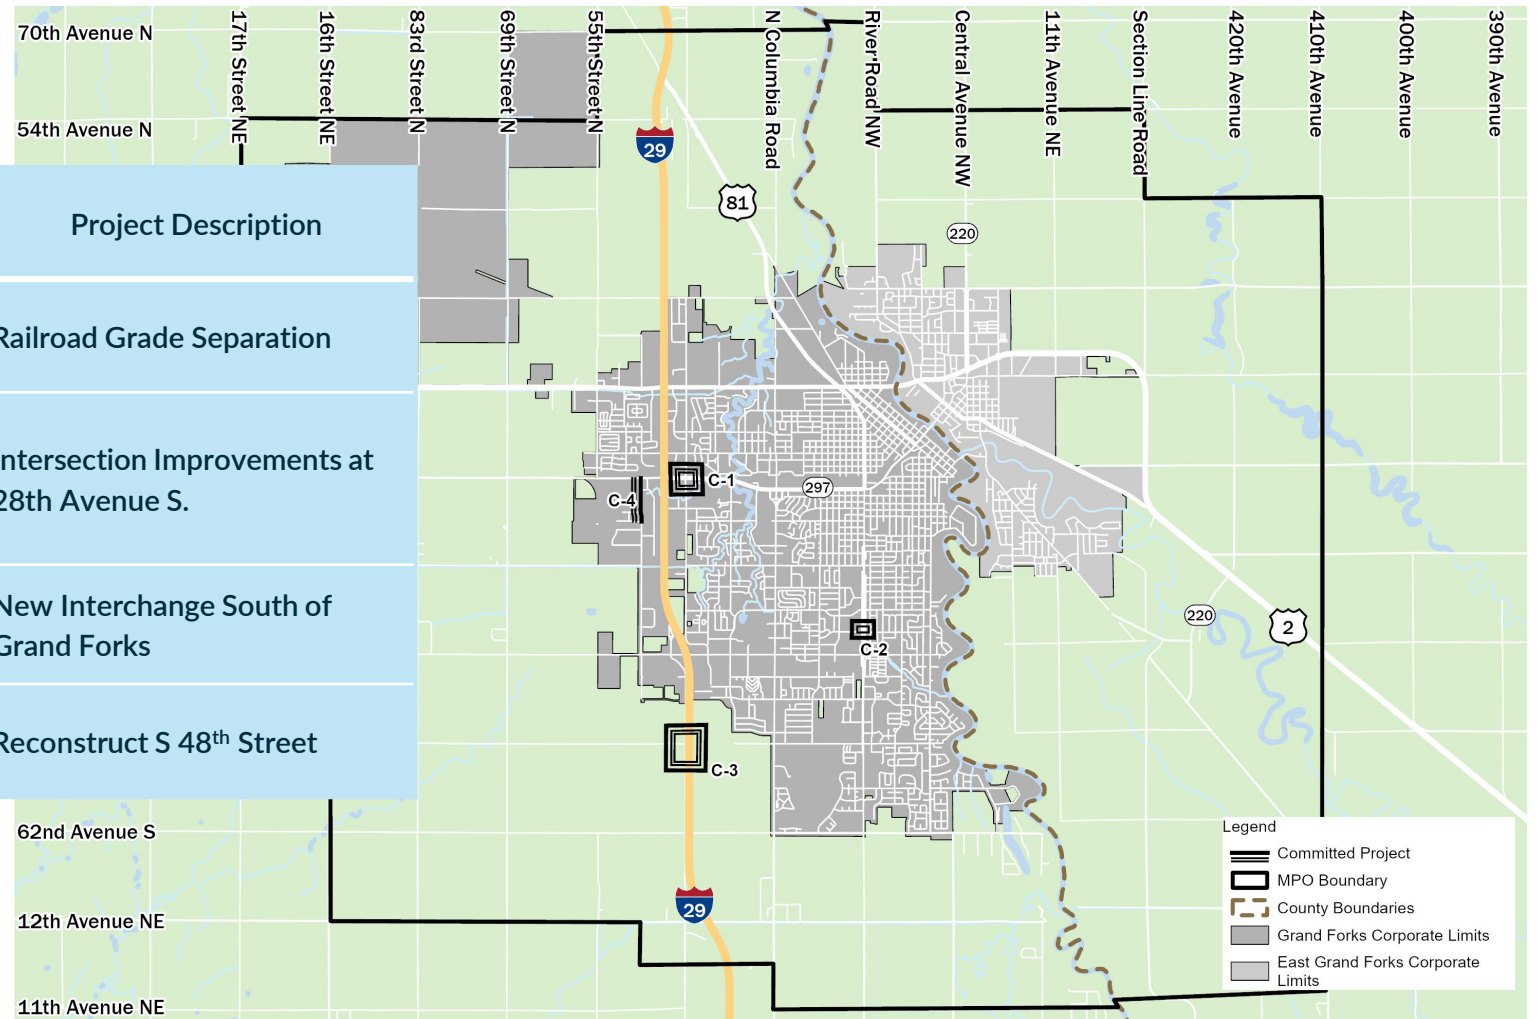 70th Avenue N
54th Avenue N
17th Street NE
16th Street NE
83rd Street N
69th Street N
55th Street N
N Columbia Road
River Road NW
Central Avenue NW
11th Avenue NE
Section Line Road
420th Avenue
410th Avenue
400th Avenue
390th Avenue
29
81
220
Project Description
Railroad Grade Separation
ntersection Improvements at
28th Avenue S.
New Interchange South of
Grand Forks
Reconstruct S 48th Street
C-1
C-4
297
C-2
220
2
C-3
62nd Avenue S
12th Avenue NE
11th Avenue NE
29
Legend
Committed Project
MPO Boundary
County Boundaries
Grand Forks Corporate Limits
East Grand Forks Corporate
Limits